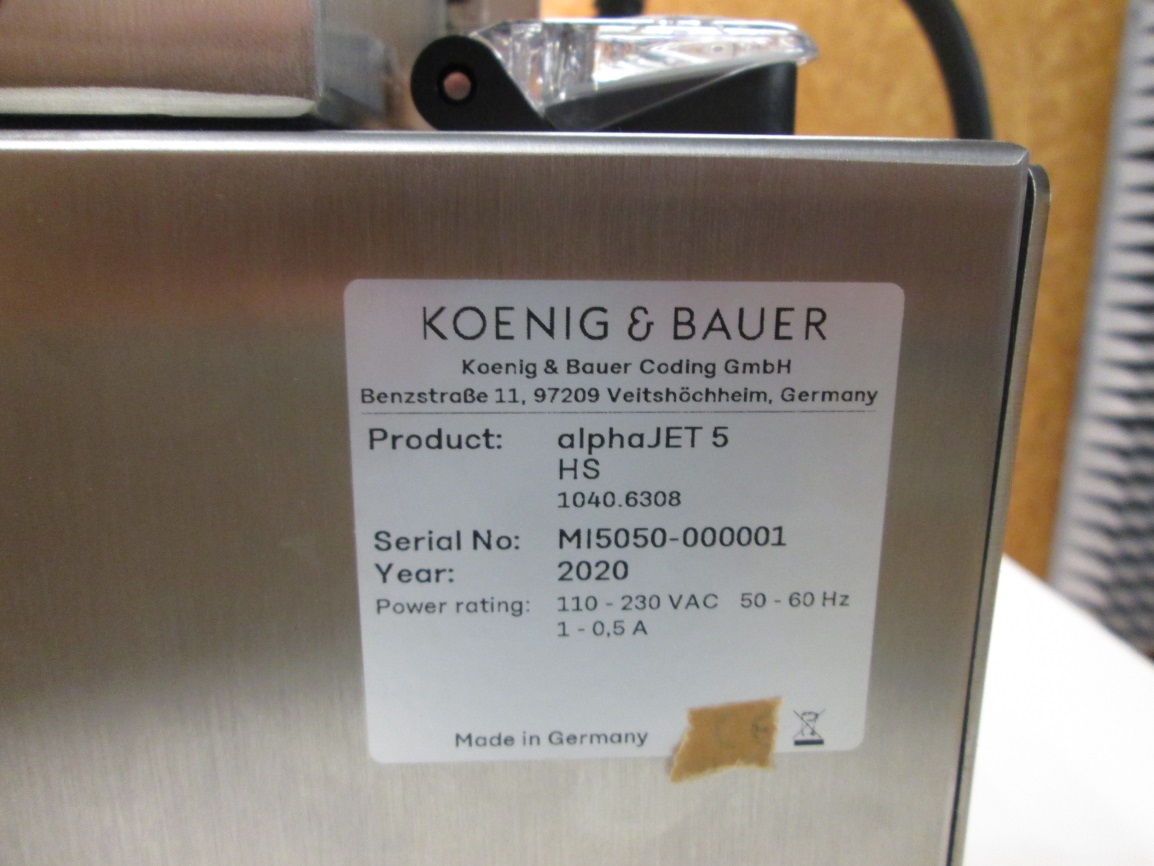 KOENIG & BAUER
Koenig & Bauer Coding GmbH
Benzstraße 11, 97209 Veitshöchheim, Germany
Product: alphaJET 5
HS
1040.6308
Serial No: MI5050-000001
Year: 2020
Power rating: 110 - 230 VAC 50 - 60 Hz
1 - 0,5 A
Made in Germany